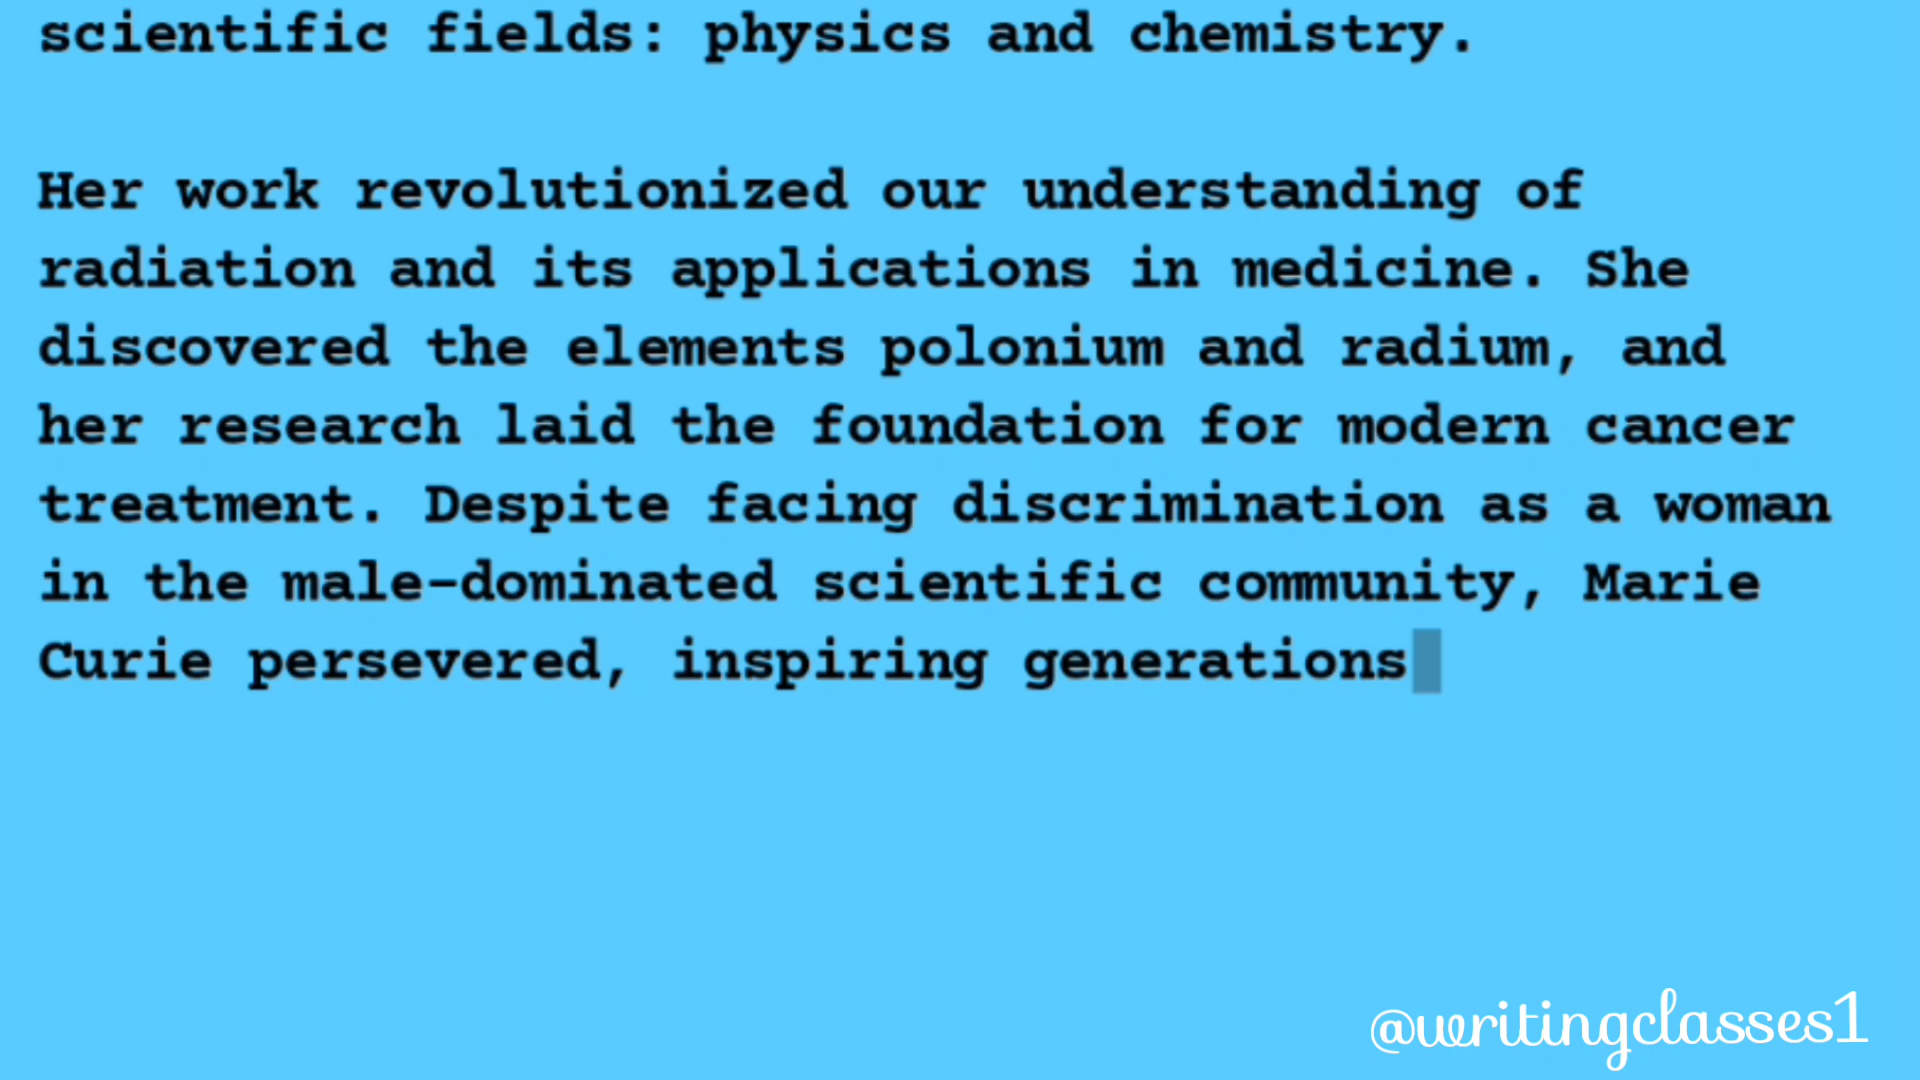 scientific fields: physics and chemistry.
Her work revolutionized our understanding of
radiation and its applications in medicine. She
discovered the elements polonium and radium, and
her research laid the foundation for modern cancer
treatment. Despite facing discrimination as a woman
in the male-dominated scientific community, Marie
Curie persevered, inspiring generations
@writingclasses1